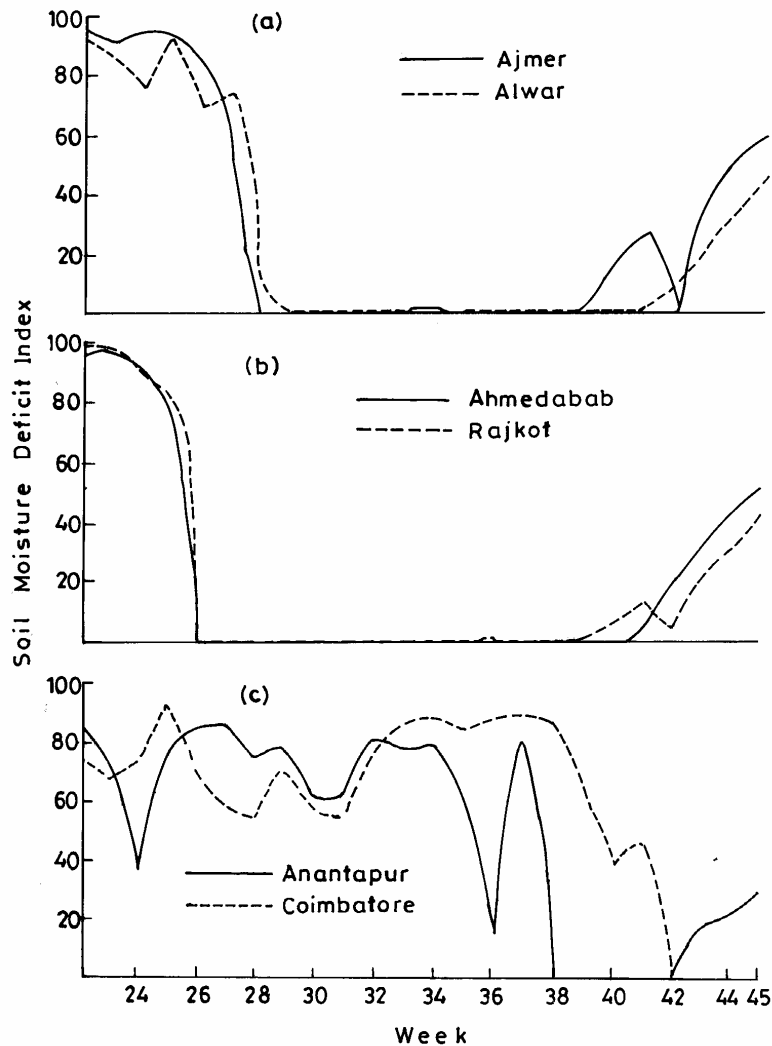 (a)
100
80
60
40
20
Ajmer
Alwar
(b)
100
80
60
40
20
Ahmedabab
Rajkot
(c)
100
80
60
40
20
Anantapur
Coimbatore
24 26 28 30 32 34 36 38 40 42 44 45
Week
Soil Moisture Deficit Index